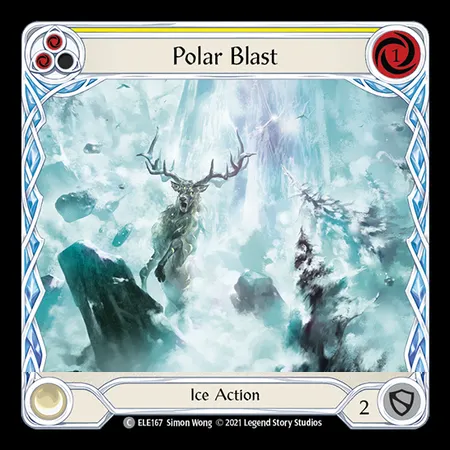 Polar Blast
1
Ice Action
2
C ELE167 Simon Wong © 2021 Legend Story Studios